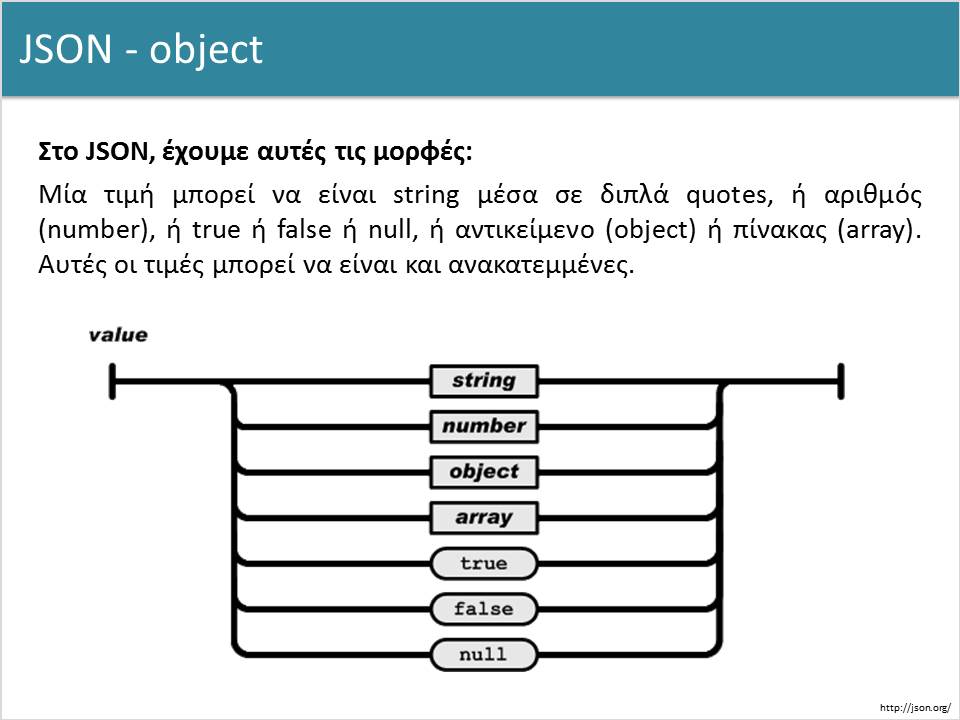 JSON - object
Στο JSON, έχουμε αυτές τις μορφές:
Μία τιμή μπορεί να είναι string μέσα σε διπλά quotes, ή αριθμός
(number), ή true ή false ή null, ή αντικείμενο (object) ή πίνακας (array).
Αυτές οι τιμές μπορεί να είναι και ανακατεμμένες.
value
string
number
object
array
true
false
null
http://json.org/